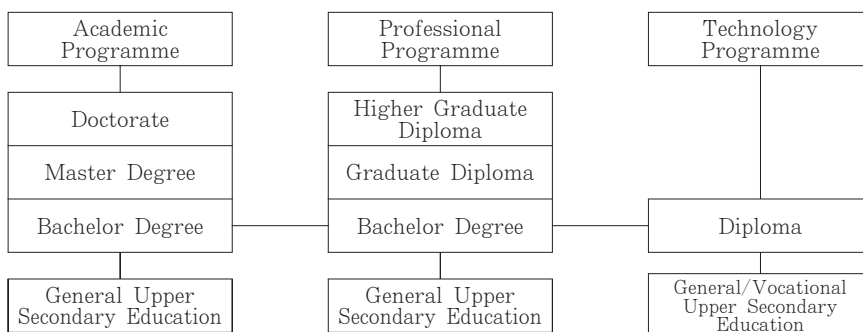 Academic
Programme
Professional
Programme
Technology
Programme
Doctorate
Higher Graduate
Diploma
Master Degree
Graduate Diploma
Bachelor Degree
Bachelor Degree
Diploma
General Upper
Secondary Education
General Upper
Secondary Education
General/Vocational
Upper Secondary
Education